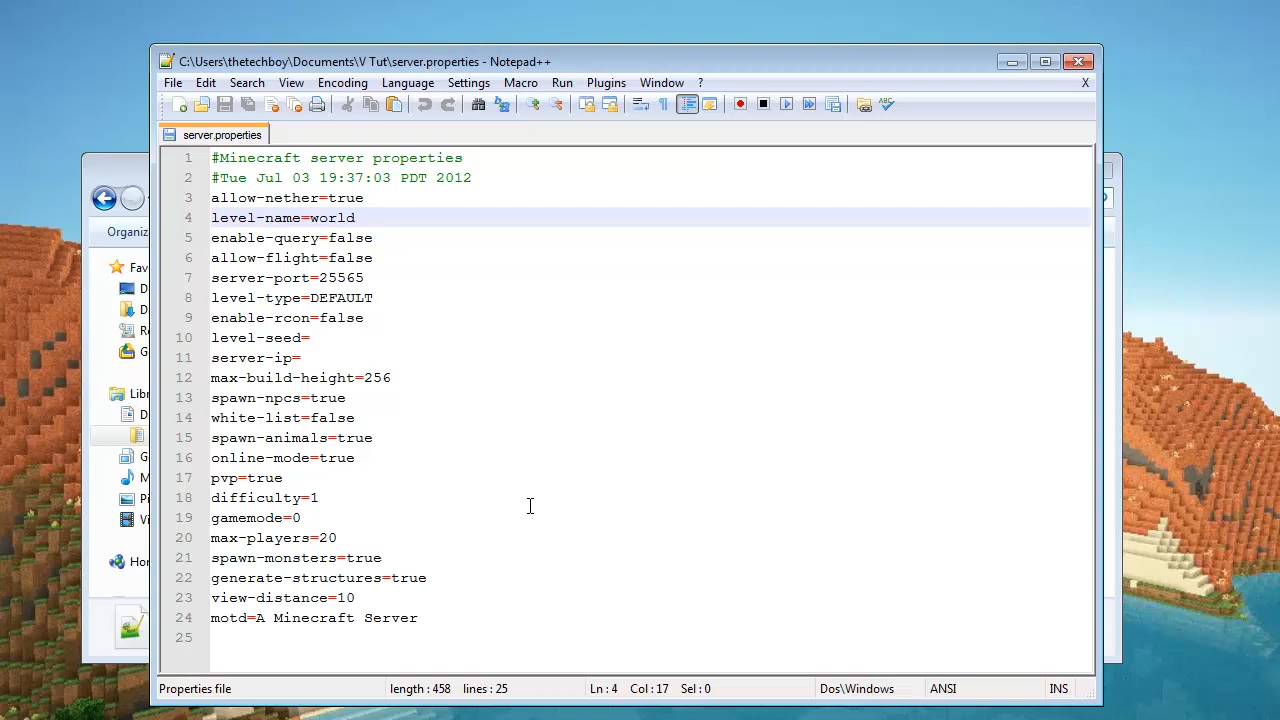 C:\Users\thetechboy\Documents\V Tut\server.properties - Notepad++
File Edit Search View Encoding Language Settings Macro Run Plugins Window ? X
server.properties
1 #Minecraft server properties
2 #Tue Jul 03 19:37:03 PDT 2012
3 allow-nether=true
4 level-name=world
5 enable-query=false
6 allow-flight=false
7 server-port=25565
8 level-type=DEFAULT
9 enable-rcon=false
10 level-seed=
11 server-ip=
12 max-build-height=256
13 spawn-npcs=true
14 white-list=false
15 spawn-animals=true
16 online-mode=true
17 pvp=true
18 difficulty=1
19 gamemode=0
20 max-players=20
21 spawn-monsters=true
22 generate-structures=true
23 view-distance=10
24 motd=A Minecraft Server
25
Properties file length : 458 lines : 25 Ln : 4 Col : 17 Sel : 0 Dos\Windows ANSI INS
Organiz
Fav
D
D
Re
G
Libr
D
G
M
Pi
Vi
Hom